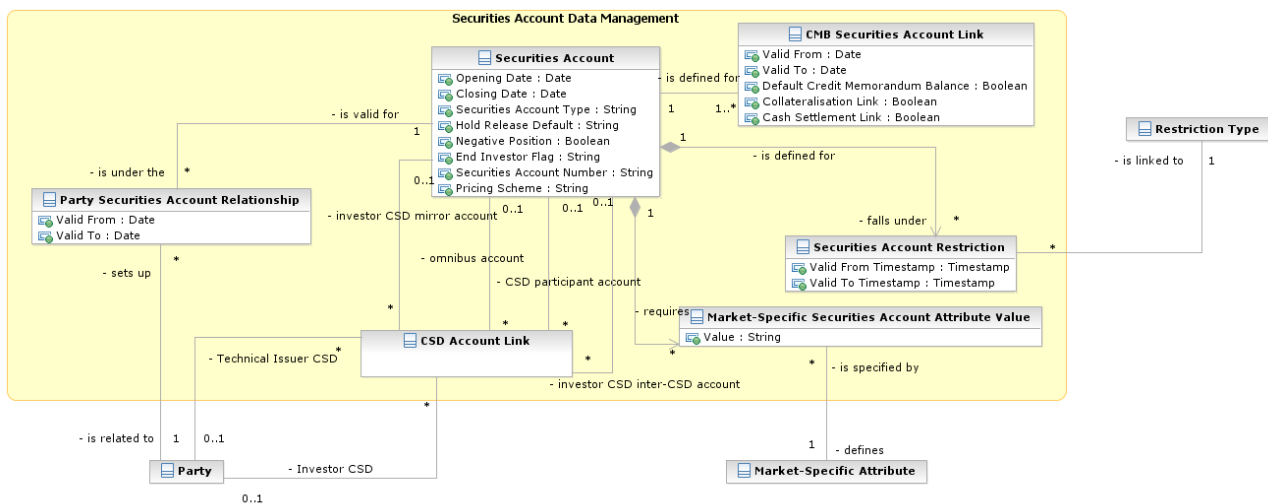 Securities Account Data Management
CMB Securities Account Link
Valid From : Date
Valid To : Date
Default Credit Memorandum Balance : Boolean
Collateralisation Link : Boolean
Cash Settlement Link : Boolean
Securities Account
Opening Date : Date
Closing Date : Date
Securities Account Type : String
Hold Release Default : String
Negative Position : Boolean
End Investor Flag : String
Securities Account Number : String
Pricing Scheme : String
- is defined for
1
1..*
- is valid for
1
1
- is defined for
Restriction Type
- is linked to
1
- is under the
*
0..1
Party Securities Account Relationship
Valid From : Date
Valid To : Date
- investor CSD mirror account
0..1
0..1
0..1
1
- falls under
*
Securities Account Restriction
Valid From Timestamp : Timestamp
Valid To Timestamp : Timestamp
*
- sets up
*
- omnibus account
- CSD participant account
*
*
*
- requires
*
Market-Specific Securities Account Attribute Value
Value : String
CSD Account Link
- Technical Issuer CSD
*
*
- investor CSD inter-CSD account
*
- is specified by
*
- is related to
1
0..1
1
- defines
Party
- Investor CSD
0..1
Market-Specific Attribute